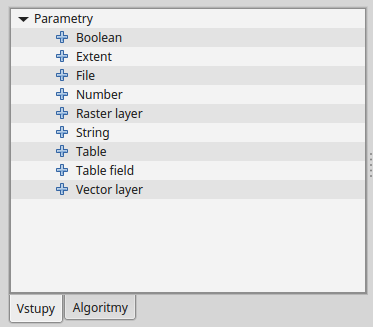 Parametry
Boolean
Extent
File
Number
Raster layer
String
Table
Table field
Vector layer
Vstupy Algoritmy